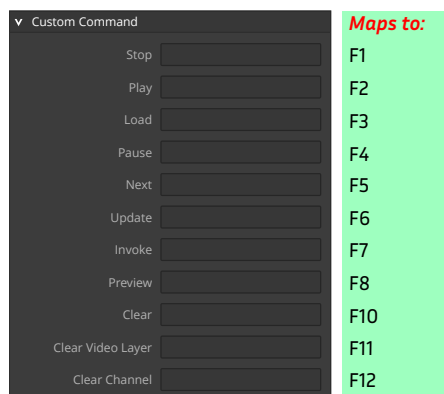 Custom Command Maps to:
Stop F1
Play F2
Load F3
Pause F4
Next F5
Update F6
Invoke F7
Preview F8
Clear F10
Clear Video Layer F11
Clear Channel F12